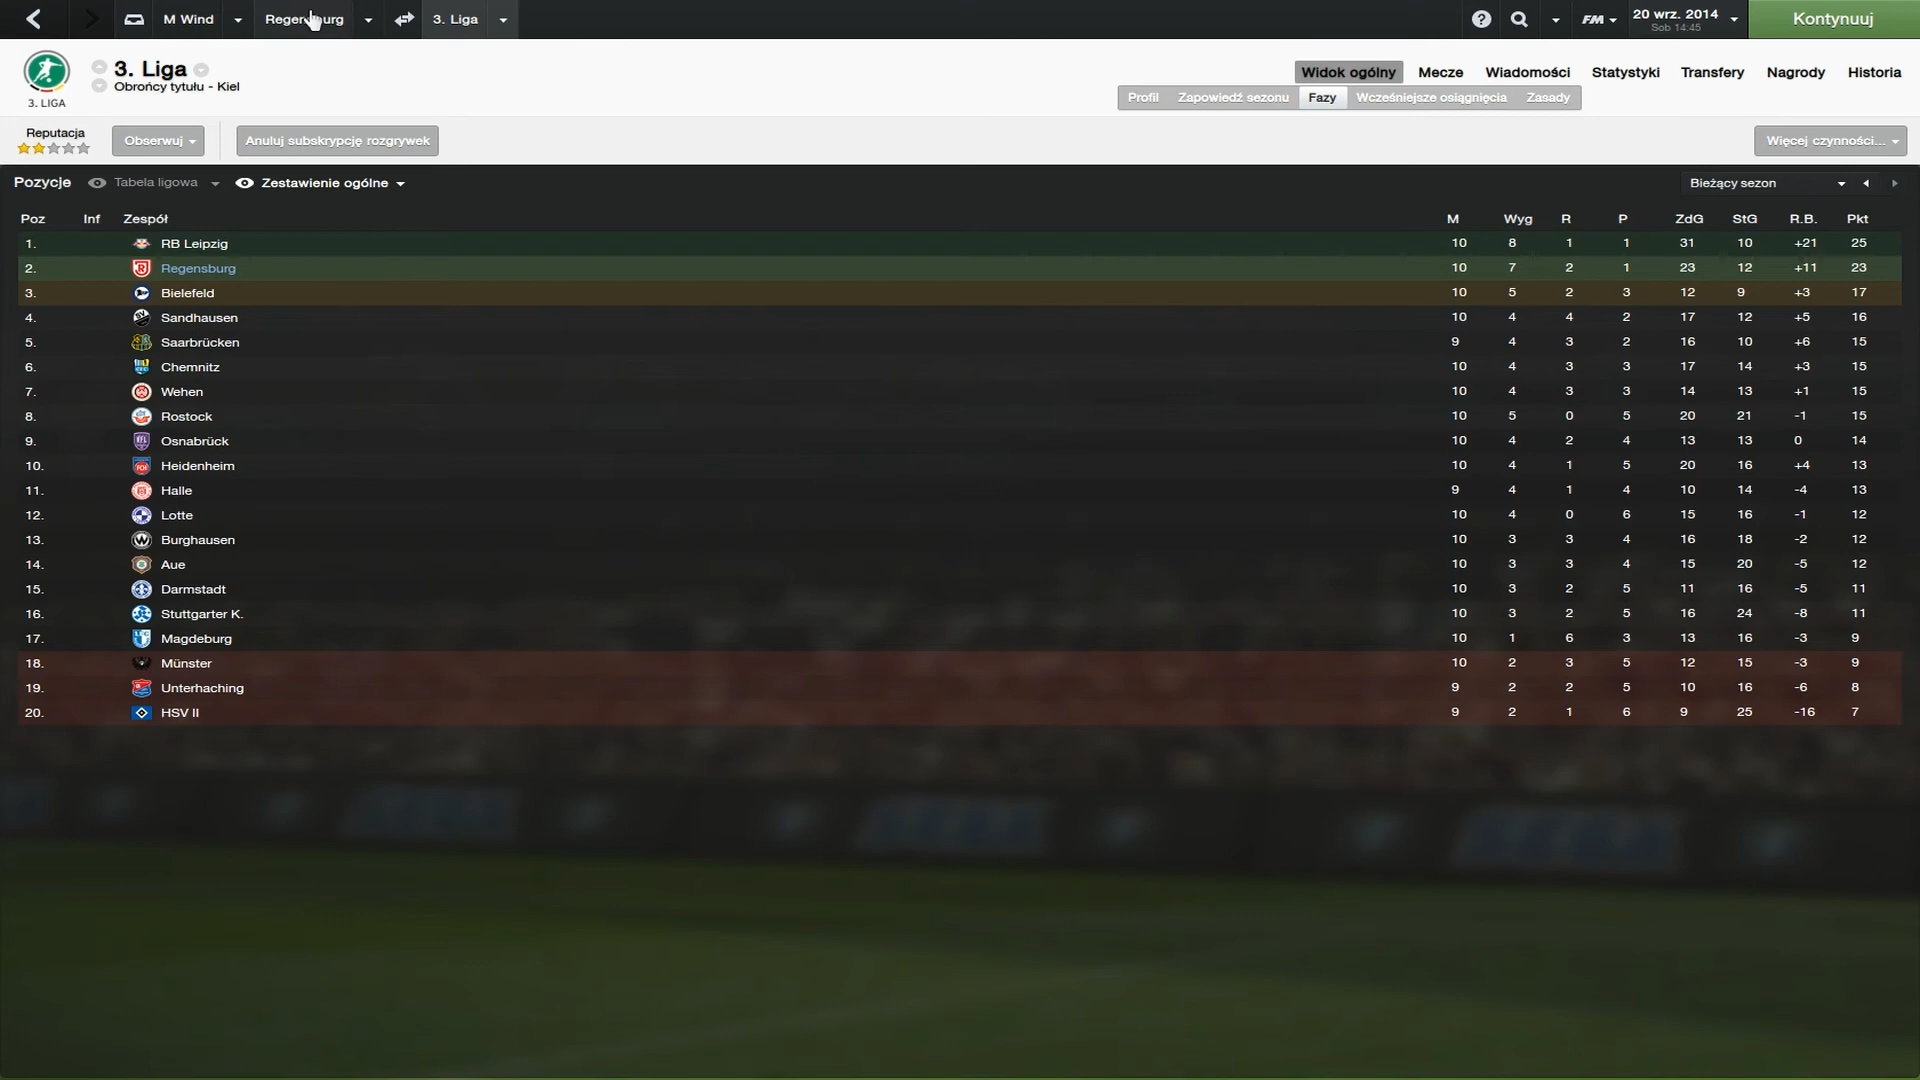 M Wind Regensburg 3. Liga FM 20 wrz. 2014 Kontynuuj
Sob 14:45
3. Liga
Obrońcy tytułu - Kiel
3. LIGA
Widok ogólny Mecze Wiadomości Statystyki Transfery Nagrody Historia
Profil Zapowiedź sezonu Fazy Wcześniejsze osiągnięcia Zasady
Reputacja
Obserwuj Anuluj subskrypcję rozgrywek Więcej czynności...
Pozycje Tabela ligowa Zestawienie ogólne Bieżący sezon
Poz Inf Zespół M Wyg R P ZdG StG R.B. Pkt
1. RB Leipzig 10 8 1 1 31 10 +21 25
2. Regensburg 10 7 2 1 23 12 +11 23
3. Bielefeld 10 5 2 3 12 9 +3 17
4. Sandhausen 10 4 4 2 17 12 +5 16
5. Saarbrücken 9 4 3 2 16 10 +6 15
6. Chemnitz 10 4 3 3 17 14 +3 15
7. Wehen 10 4 3 3 14 13 +1 15
8. Rostock 10 5 0 5 20 21 -1 15
9. Osnabrück 10 4 2 4 13 13 0 14
10. Heidenheim 10 4 1 5 20 16 +4 13
11. Halle 9 4 1 4 10 14 -4 13
12. Lotte 10 4 0 6 15 16 -1 12
13. Burghausen 10 3 3 4 16 18 -2 12
14. Aue 10 3 3 4 15 20 -5 12
15. Darmstadt 10 3 2 5 11 16 -5 11
16. Stuttgarter K. 10 3 2 5 16 24 -8 11
17. Magdeburg 10 1 6 3 13 16 -3 9
18. Münster 10 2 3 5 12 15 -3 9
19. Unterhaching 9 2 2 5 10 16 -6 8
20. HSV II 9 2 1 6 9 25 -16 7